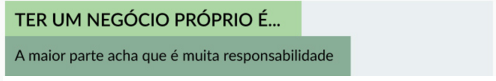 TER UM NEGÓCIO PRÓPRIO É...
A maior parte acha que é muita responsabilidade